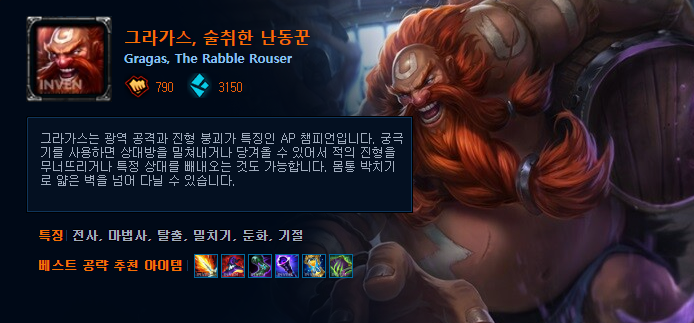 그라가스, 술취한 난동꾼
Gragas, The Rabble Rouser
790 3150
INVEN
그라가스는 광역 공격과 진형 붕괴가 특징인 AP 챔피언입니다. 궁극
기를 사용하면 상대방을 밀쳐내거나 당겨올 수 있어서 적의 진형을
무너뜨리거나 특정 상대를 빼내오는 것도 가능합니다. 몸통 박치기
로 얇은 벽을 넘어 다닐 수 있습니다.
특징 | 전사, 마법사, 탈출, 밀치기, 둔화, 기절
베스트 공략 추천 아이템 |